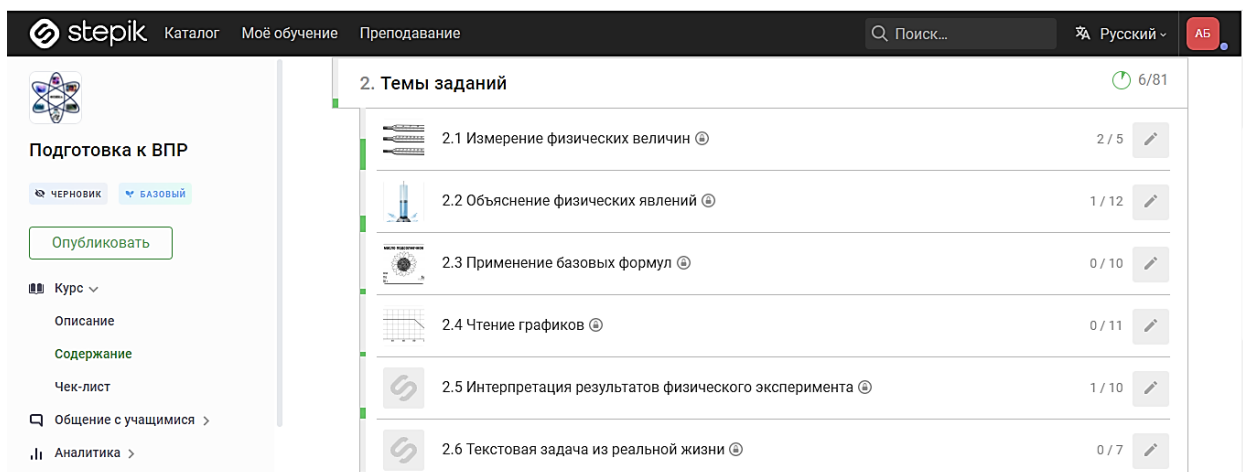 stepik Каталог Моё обучение Преподавание Поиск... Русский АБ
Подготовка к ВПР
ЧЕРНОВИК БАЗОВЫЙ
Опубликовать
Курс
Описание
Содержание
Чек-лист
Общение с учащимися
Аналитика
2. Темы заданий 6/81
2.1 Измерение физических величин 2 / 5
2.2 Объяснение физических явлений 1 / 12
2.3 Применение базовых формул 0 / 10
2.4 Чтение графиков 0 / 11
2.5 Интерпретация результатов физического эксперимента 1 / 10
2.6 Текстовая задача из реальной жизни 0 / 7